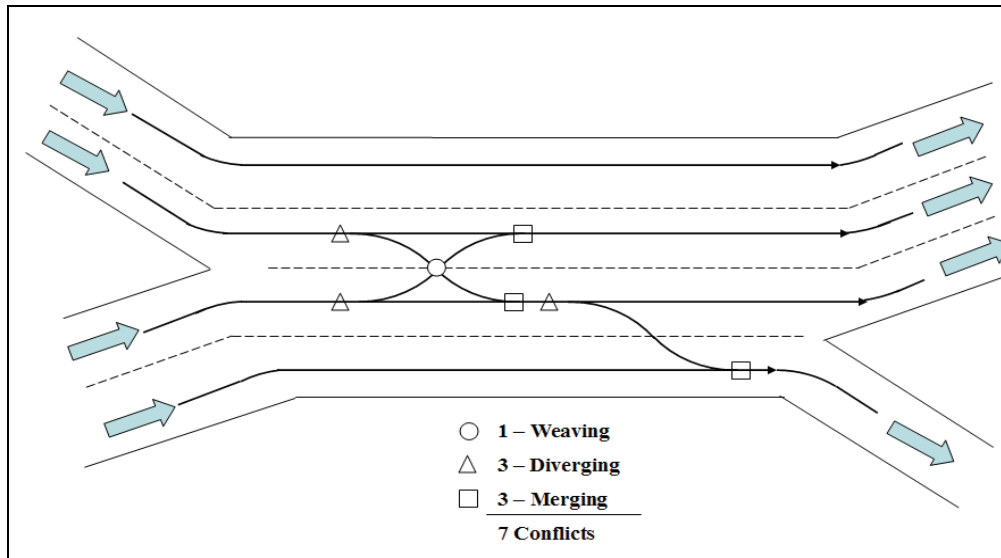 1 – Weaving
3 – Diverging
3 – Merging
7 Conflicts